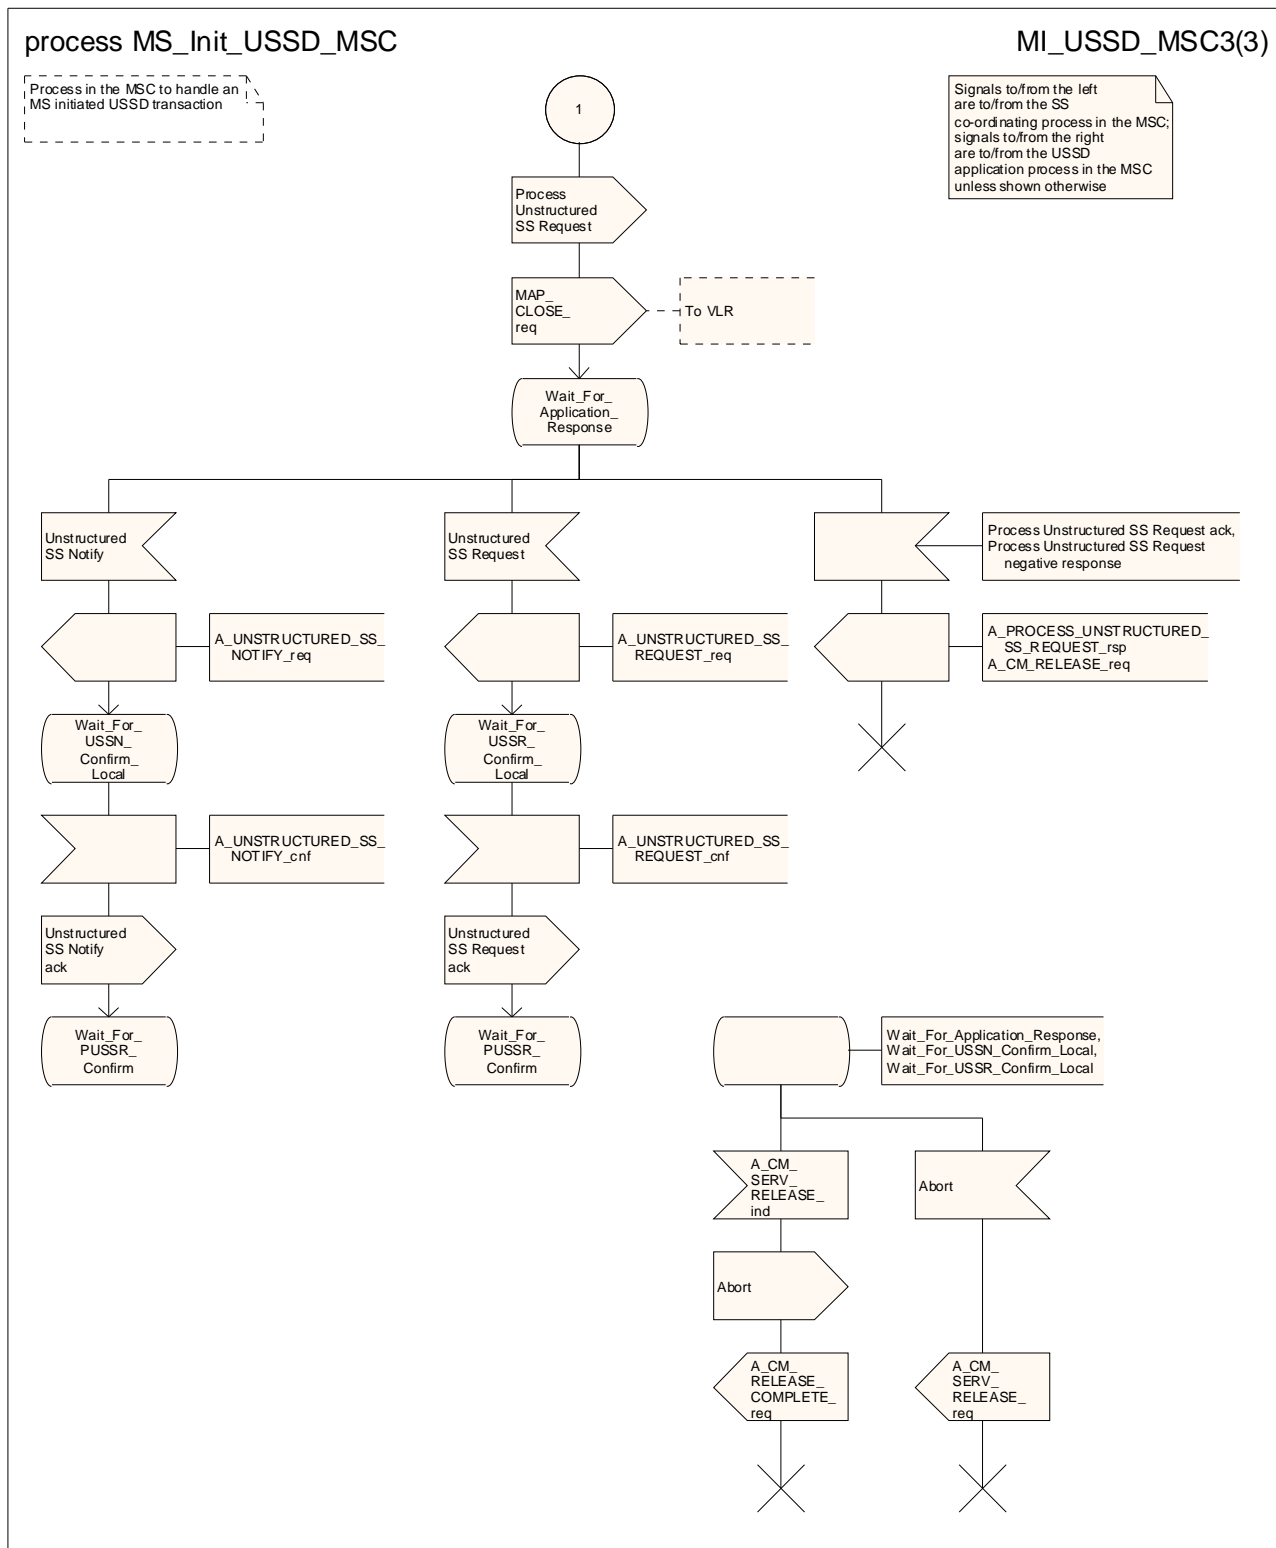 process MS_Init_USSD_MSC
MI_USSD_MSC3(3)
Process in the MSC to handle an
MS initiated USSD transaction
1
Signals to/from the left
are to/from the SS
co-ordinating process in the MSC;
signals to/from the right
are to/from the USSD
application process in the MSC
unless shown otherwise
Process
Unstructured
SS Request
MAP_
CLOSE_
req
To VLR
Wait_For_
Application_
Response
Unstructured
SS Notify
Unstructured
SS Request
Process Unstructured SS Request ack,
Process Unstructured SS Request
negative response
A_UNSTRUCTURED_SS_
NOTIFY_req
A_UNSTRUCTURED_SS_
REQUEST_req
A_PROCESS_UNSTRUCTURED_
SS_REQUEST_rsp
A_CM_RELEASE_req
Wait_For_
USSN_
Confirm_
Local
Wait_For_
USSR_
Confirm_
Local
A_UNSTRUCTURED_SS_
NOTIFY_cnf
A_UNSTRUCTURED_SS_
REQUEST_cnf
Unstructured
SS Notify
ack
Unstructured
SS Request
ack
Wait_For_
PUSSR_
Confirm
Wait_For_
PUSSR_
Confirm
Wait_For_Application_Response,
Wait_For_USSN_Confirm_Local,
Wait_For_USSR_Confirm_Local
A_CM_
SERV_
RELEASE_
ind
Abort
Abort
A_CM_
RELEASE_
COMPLETE_
req
A_CM_
SERV_
RELEASE_
req